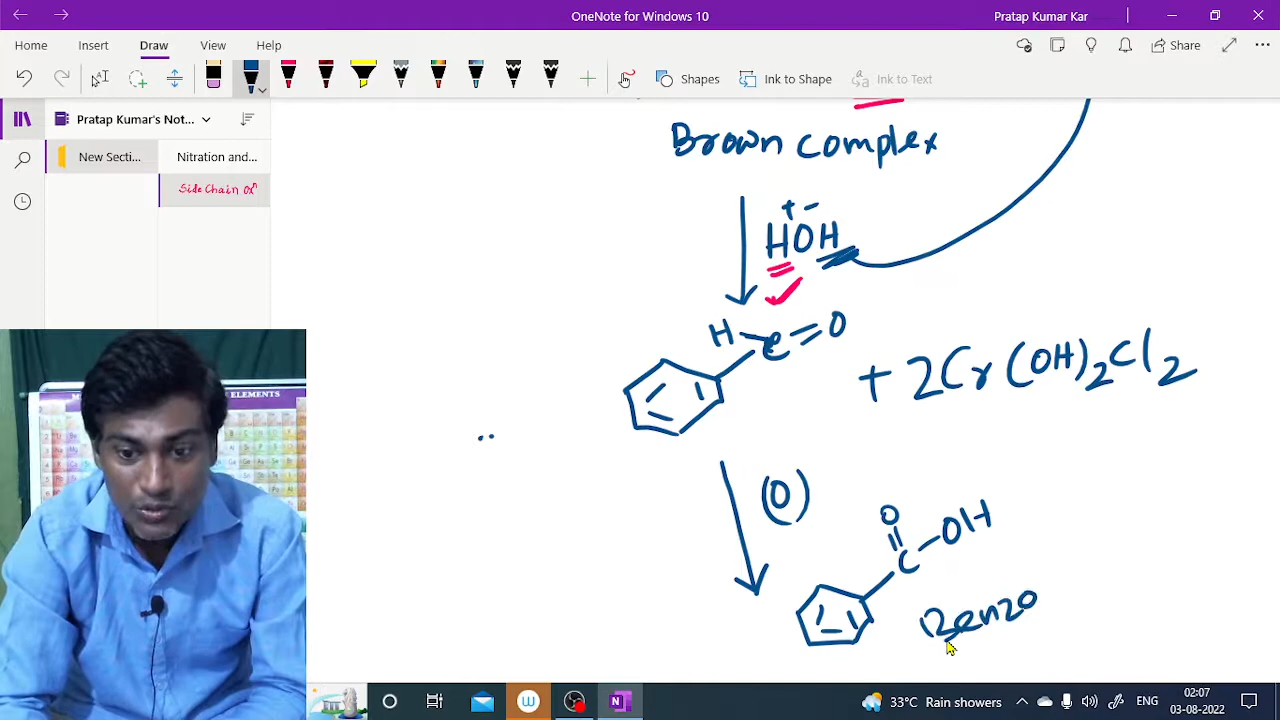 OneNote for Windows 10
Pratap Kumar Kar
Home Insert Draw View Help
Share
Shapes
Ink to Shape
Ink to Text
Pratap Kumar's Not...
New Secti...
Nitration and...
Side Chain Oxⁿ
Brown complex
+ -
HOH
H-C=O
+ 2Cr(OH)₂Cl₂
ELEMENTS
(O)
O
C-OH
Benzo
W
33°C Rain showers
ENG
02:07
03-08-2022